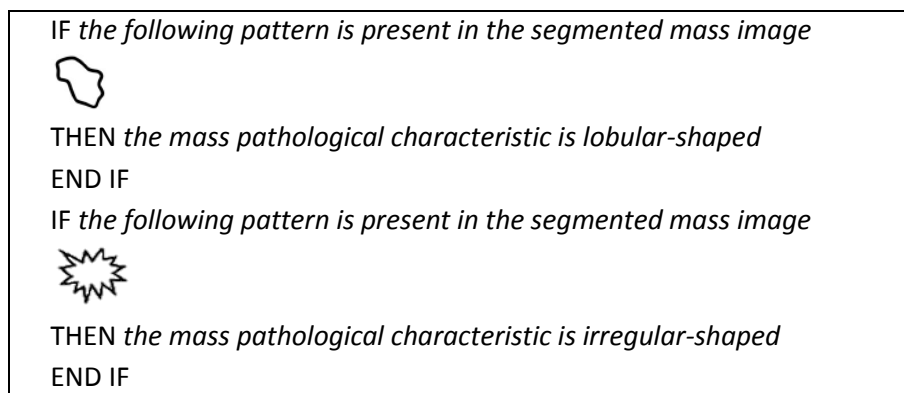 IF the following pattern is present in the segmented mass image
THEN the mass pathological characteristic is lobular-shaped
END IF
IF the following pattern is present in the segmented mass image
THEN the mass pathological characteristic is irregular-shaped
END IF